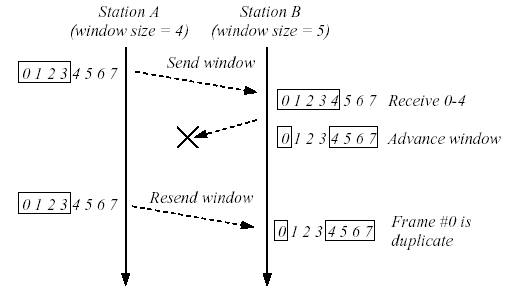 Station A Station B
(window size = 4) (window size = 5)
Send window
0 1 2 3 4 5 6 7
0 1 2 3 4 5 6 7 Receive 0-4
0 1 2 3 4 5 6 7 Advance window
Resend window
0 1 2 3 4 5 6 7
0 1 2 3 4 5 6 7 Frame #0 is
duplicate